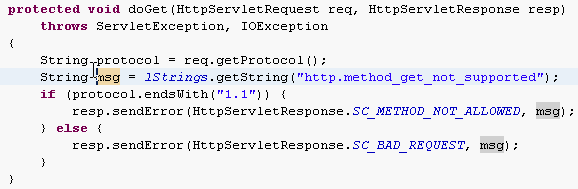 protected void doGet(HttpServletRequest req, HttpServletResponse resp)
throws ServletException, IOException
{
String protocol = req.getProtocol();
String msg = lStrings.getString("http.method_get_not_supported");
if (protocol.endsWith("1.1")) {
resp.sendError(HttpServletResponse.SC_METHOD_NOT_ALLOWED, msg);
} else {
resp.sendError(HttpServletResponse.SC_BAD_REQUEST, msg);
}
}